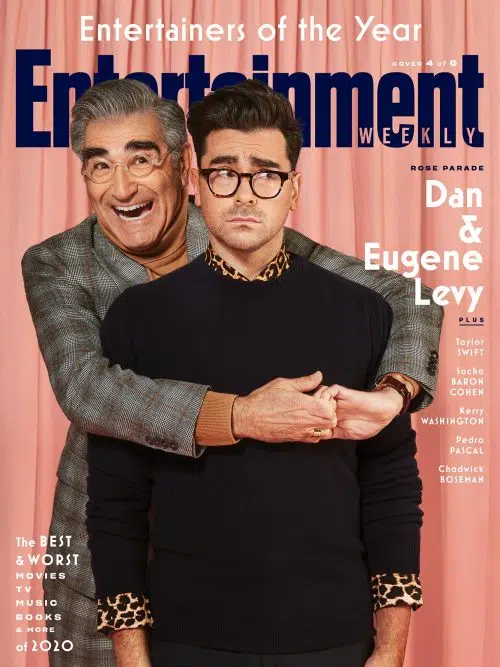 Entertainers of the Year
COVER 4 of 6
Entertainment
WEEKLY
ROSE PARADE
Dan
&
Eugene
Levy
PLUS
Taylor
SWIFT
Sacha
BARON
COHEN
Kerry
WASHINGTON
Pedro
PASCAL
Chadwick
BOSEMAN
The BEST
& WORST
MOVIES
TV
MUSIC
BOOKS
& MORE
of 2020